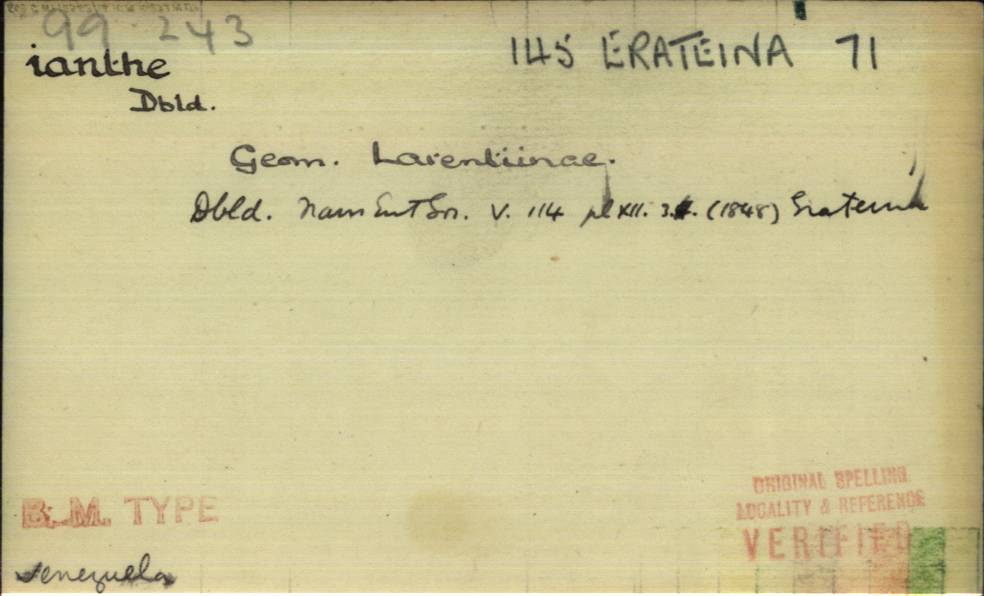 99 243
145 ERATEINA 71
ianthe
Dbld.
Geom. Larentiinae.
Dbld. Trans Ent Soc. V. 114 pl XII. 3. (1848) Erateina
ORIGINAL SPELLING
LOCALITY & REFERENCE
VERIFIED
B. M. TYPE
Venezuela